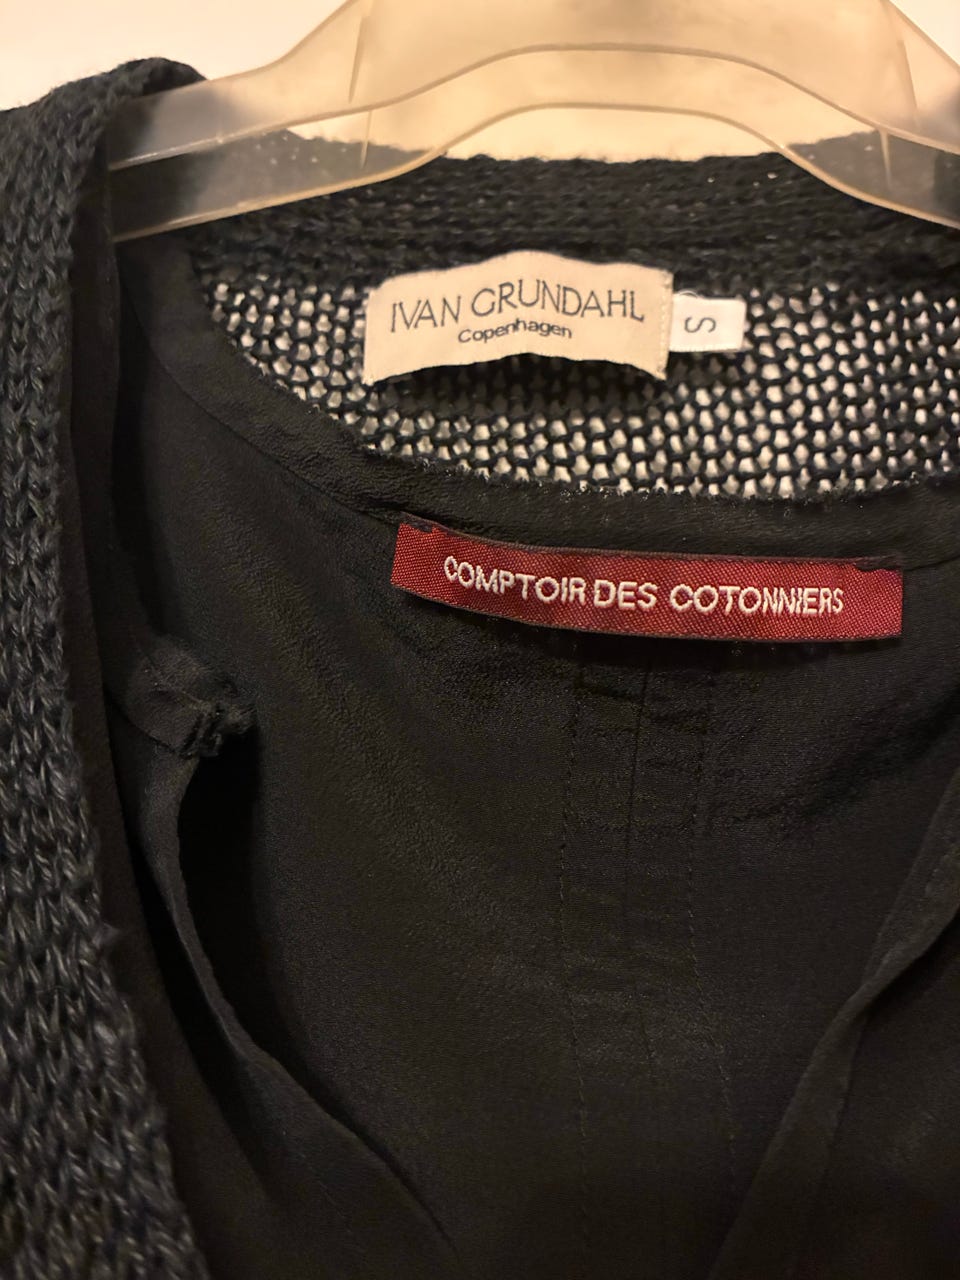 IVAN GRUNDAHL
Copenhagen
S
COMPTOIR DES COTONNIERS